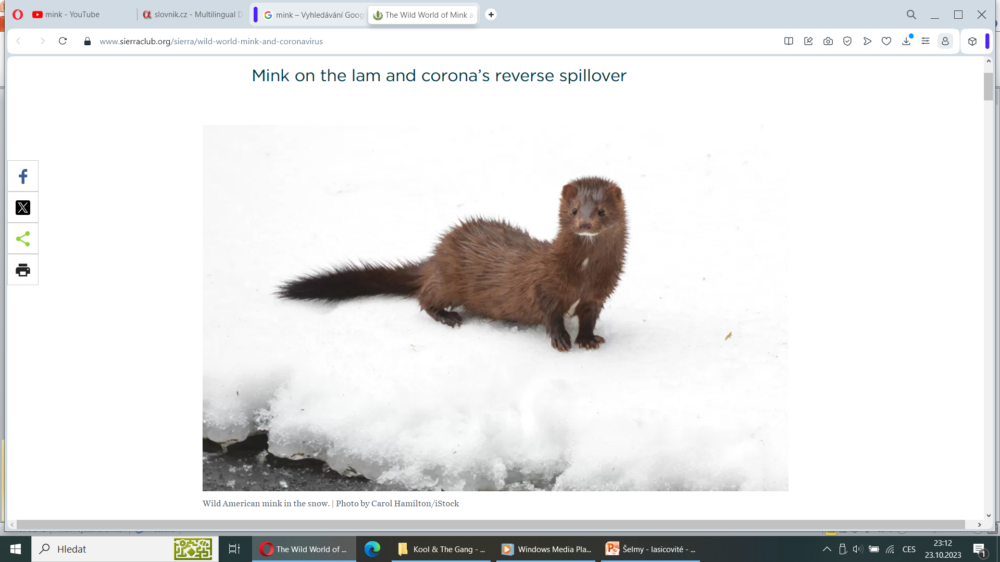 mink - YouTube
slovnik.cz - Multilingual D
mink – Vyhledávání Goog
The Wild World of Mink a
www.sierraclub.org/sierra/wild-world-mink-and-coronavirus
Mink on the lam and corona’s reverse spillover
Wild American mink in the snow. | Photo by Carol Hamilton/iStock
Hledat
The Wild World of ...
Kool & The Gang - ...
Windows Media Pla...
Šelmy - lasicovité - ...
CES
23:12
23.10.2023
1